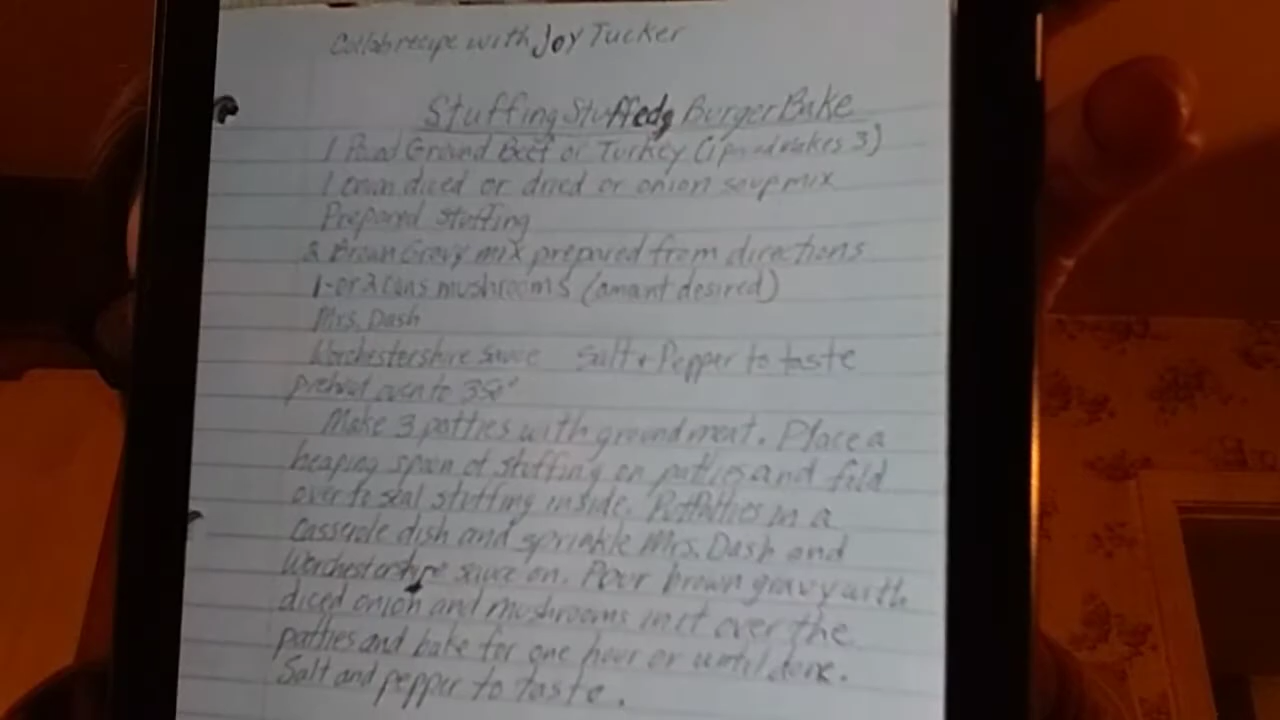 Collab recipe with Joy Tucker
Stuffing Stuffed Burger Bake
1 Pound Ground Beef or Turkey (1 pound makes 3)
1 onion diced or dried or onion soup mix
Prepared stuffing
2 Brown Gravy mix prepared from directions
1-or 2 cans mushrooms (amant desired)
Mrs. Dash
Worchestershire sauce Salt + Pepper to taste
preheat oven to 350°
Make 3 patties with ground meat. Place a
heaping spoon of stuffing on patties and fold
over to seal stuffing inside. Put Patties in a
casserole dish and sprinkle Mrs. Dash and
Worchestershire sauce on. Pour brown gravy with
diced onion and mushrooms in it over the
patties and bake for one hour or until done.
Salt and pepper to taste.